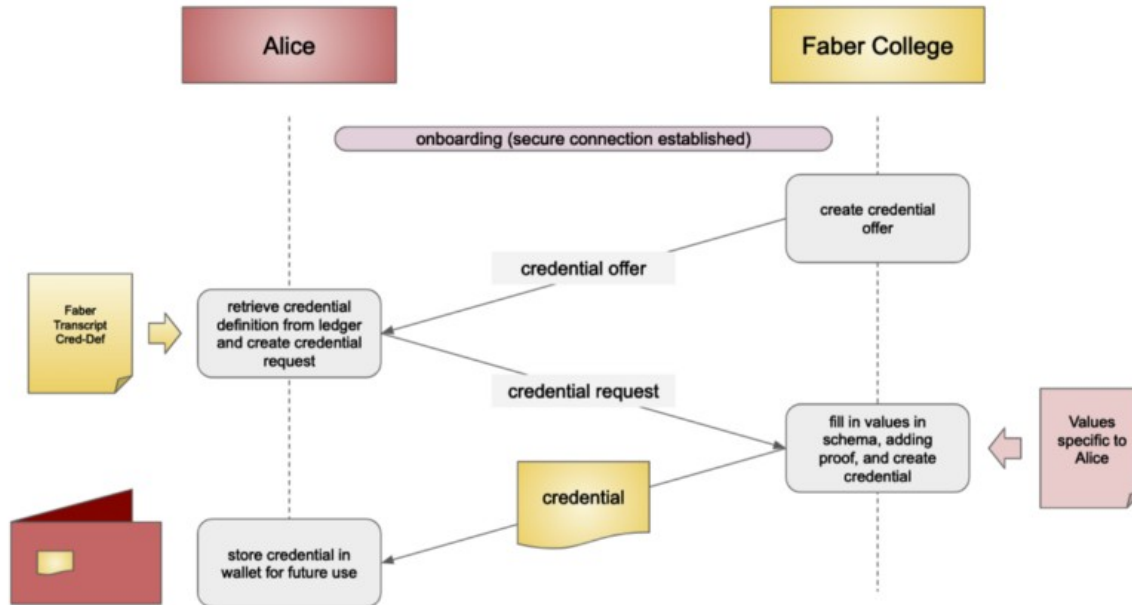 Alice
Faber College
onboarding (secure connection established)
create credential
offer
credential offer
Faber
Transcript
Cred-Def
retrieve credential
definition from ledger
and create credential
request
credential request
fill in values in
schema, adding
proof, and create
credential
Values
specific to
Alice
credential
store credential in
wallet for future use